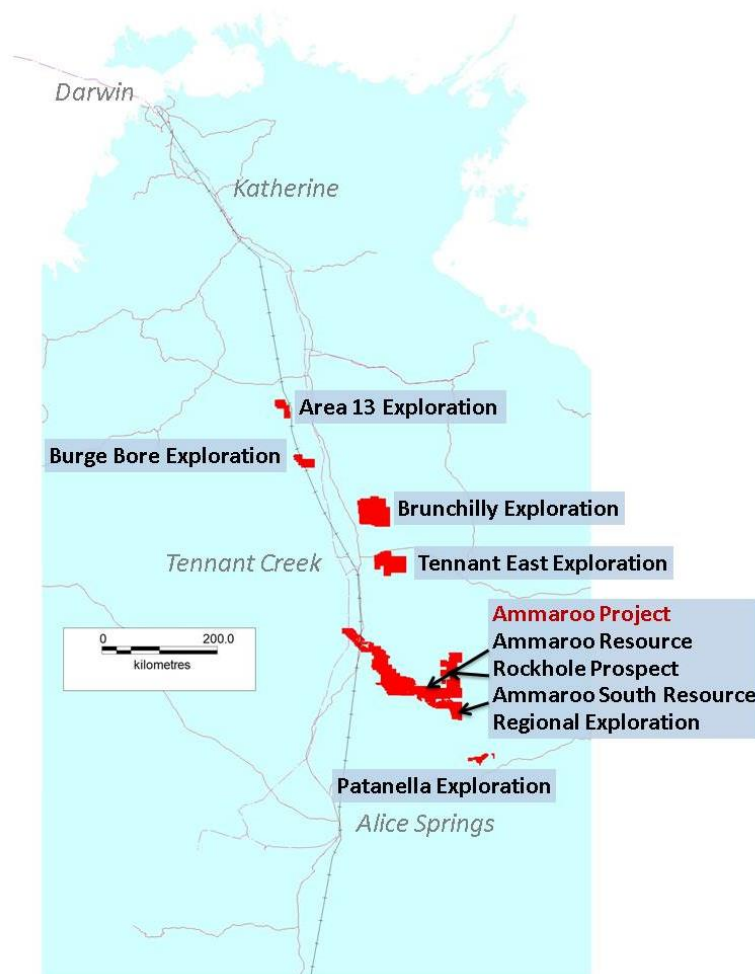 Darwin
Katherine
Area 13 Exploration
Burge Bore Exploration
Brunchilly Exploration
Tennant Creek
Tennant East Exploration
Ammaroo Project
Ammaroo Resource
Rockhole Prospect
Ammaroo South Resource
Regional Exploration
0 200.0
kilometres
Patanella Exploration
Alice Springs